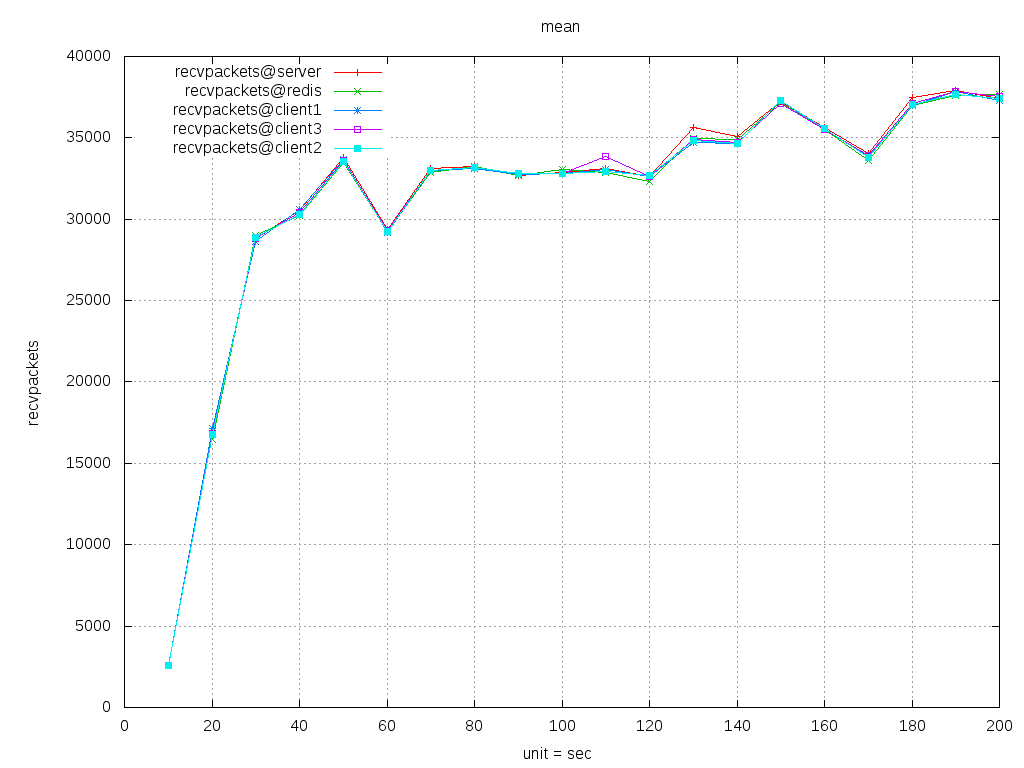 mean
40000
35000
30000
25000
20000
15000
10000
5000
0
recvpackets
recvpackets@server
recvpackets@redis
recvpackets@client1
recvpackets@client3
recvpackets@client2
0 20 40 60 80 100 120 140 160 180 200
unit = sec